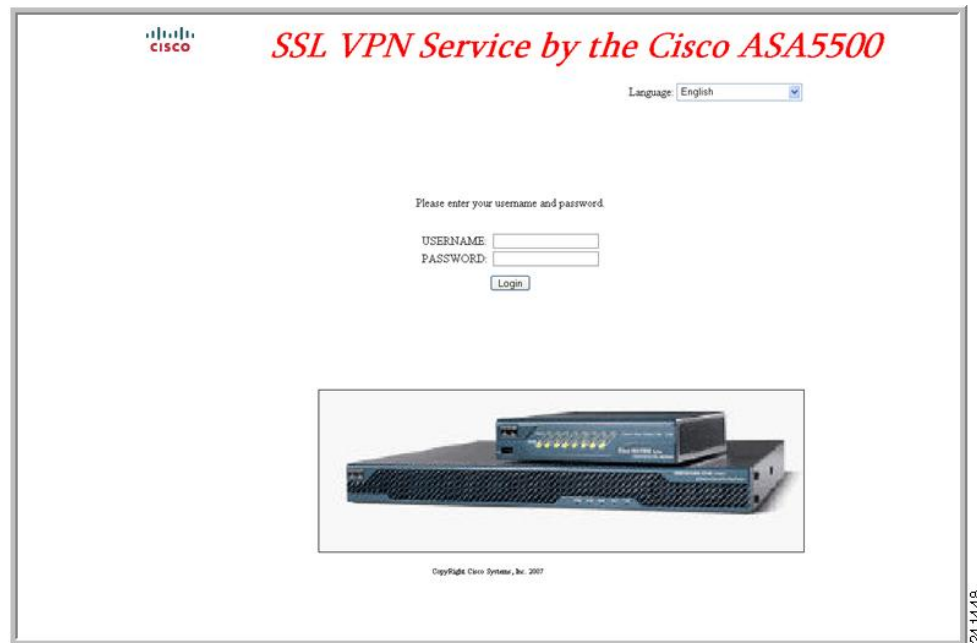 CISCO
SSL VPN Service by the Cisco ASA5500
Language: English
Please enter your username and password.
USERNAME:
PASSWORD:
Login
CopyRight Cisco Systems, Inc. 2007